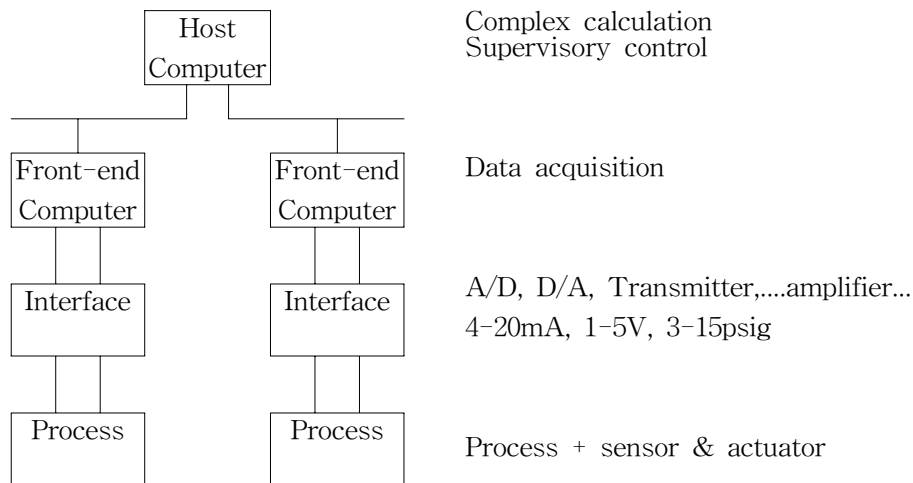 Host
Computer
Complex calculation
Supervisory control
Front-end
Computer
Front-end
Computer
Data acquisition
Interface
Interface
A/D, D/A, Transmitter,....amplifier...
4-20mA, 1-5V, 3-15psig
Process
Process
Process + sensor & actuator